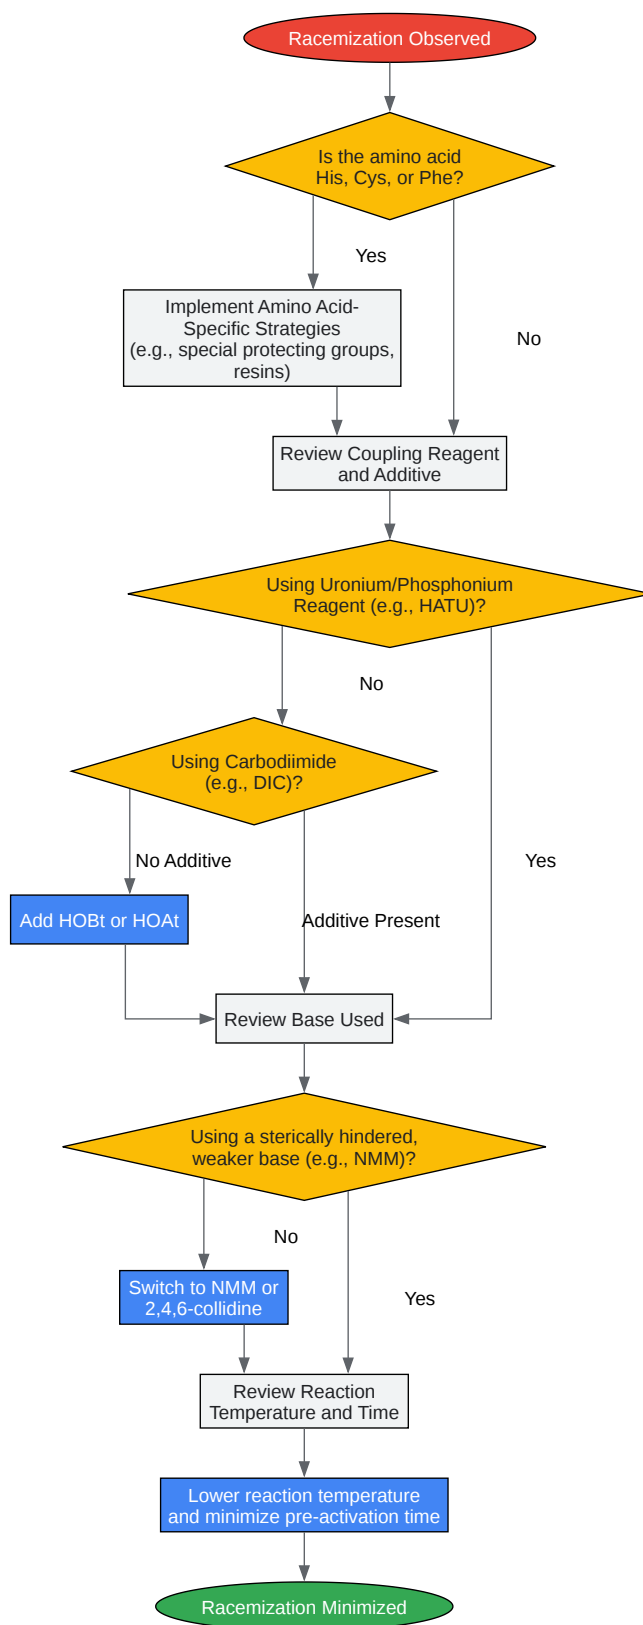 Racemization Observed
Is the amino acid
His, Cys, or Phe?
Yes
Implement Amino Acid-
Specific Strategies
(e.g., special protecting groups,
resins)
No
Review Coupling Reagent
and Additive
Using Uronium/Phosphonium
Reagent (e.g., HATU)?
No
Using Carbodiimide
(e.g., DIC)?
No Additive
Yes
Add HOBt or HOAt
Additive Present
Review Base Used
Using a sterically hindered,
weaker base (e.g., NMM)?
No
Switch to NMM or
2,4,6-collidine
Yes
Review Reaction
Temperature and Time
Lower reaction temperature
and minimize pre-activation time
Racemization Minimized